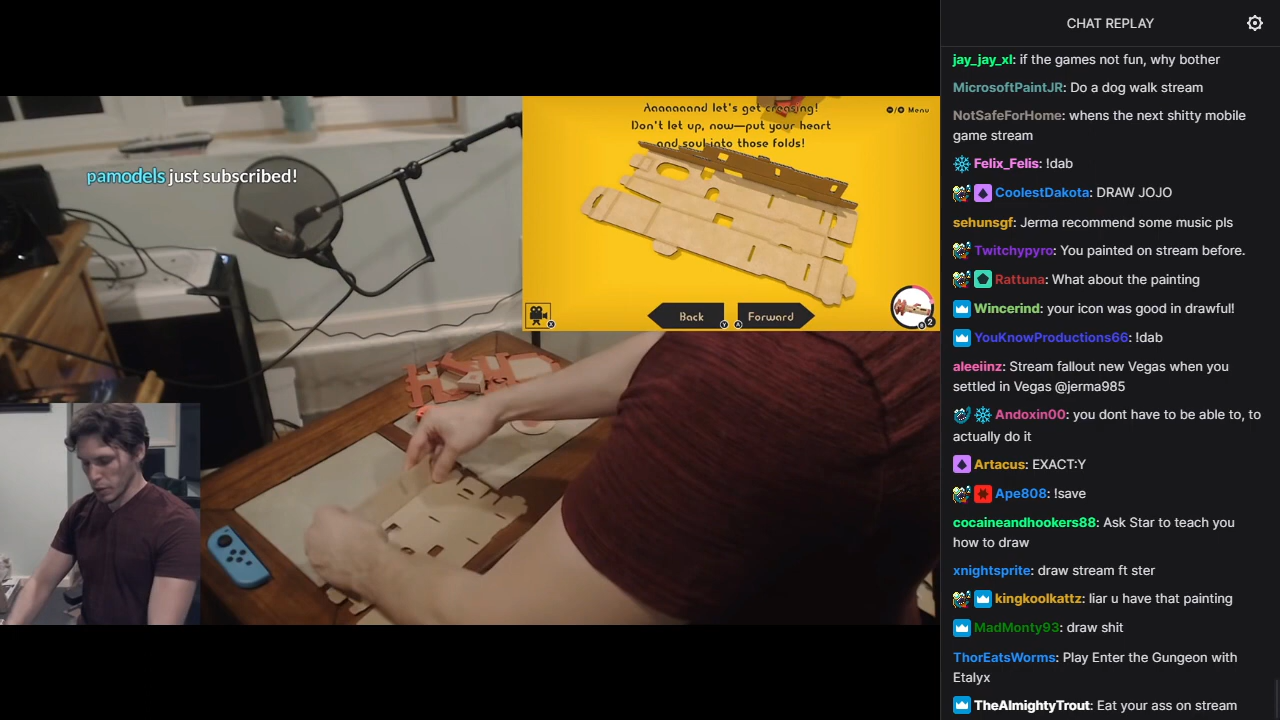 CHAT REPLAY
jay_jay_xl: if the games not fun, why bother
MicrosoftPaintJR: Do a dog walk stream
NotSafeForHome: whens the next shitty mobile
game stream
Felix_Felis: !dab
CoolestDakota: DRAW JOJO
sehunsgf: Jerma recommend some music pls
Twitchypyro: You painted on stream before.
Rattuna: What about the painting
Wincerind: your icon was good in drawful!
YouKnowProductions66: !dab
aleeiinz: Stream fallout new Vegas when you
settled in Vegas @jerma985
Andoxin00: you dont have to be able to, to
actually do it
Artacus: EXACT:Y
Ape808: !save
cocaineandhookers88: Ask Star to teach you
how to draw
xnightsprite: draw stream ft ster
kingkoolkattz: liar u have that painting
MadMonty93: draw shit
ThorEatsWorms: Play Enter the Gungeon with
Etalyx
TheAlmightyTrout: Eat your ass on stream
pamodels just subscribed!
Aaaaaand let's get creasing!
Don't let up, now—put your heart
and soul into those folds!
Menu
Back
Y
A
Forward
X
2